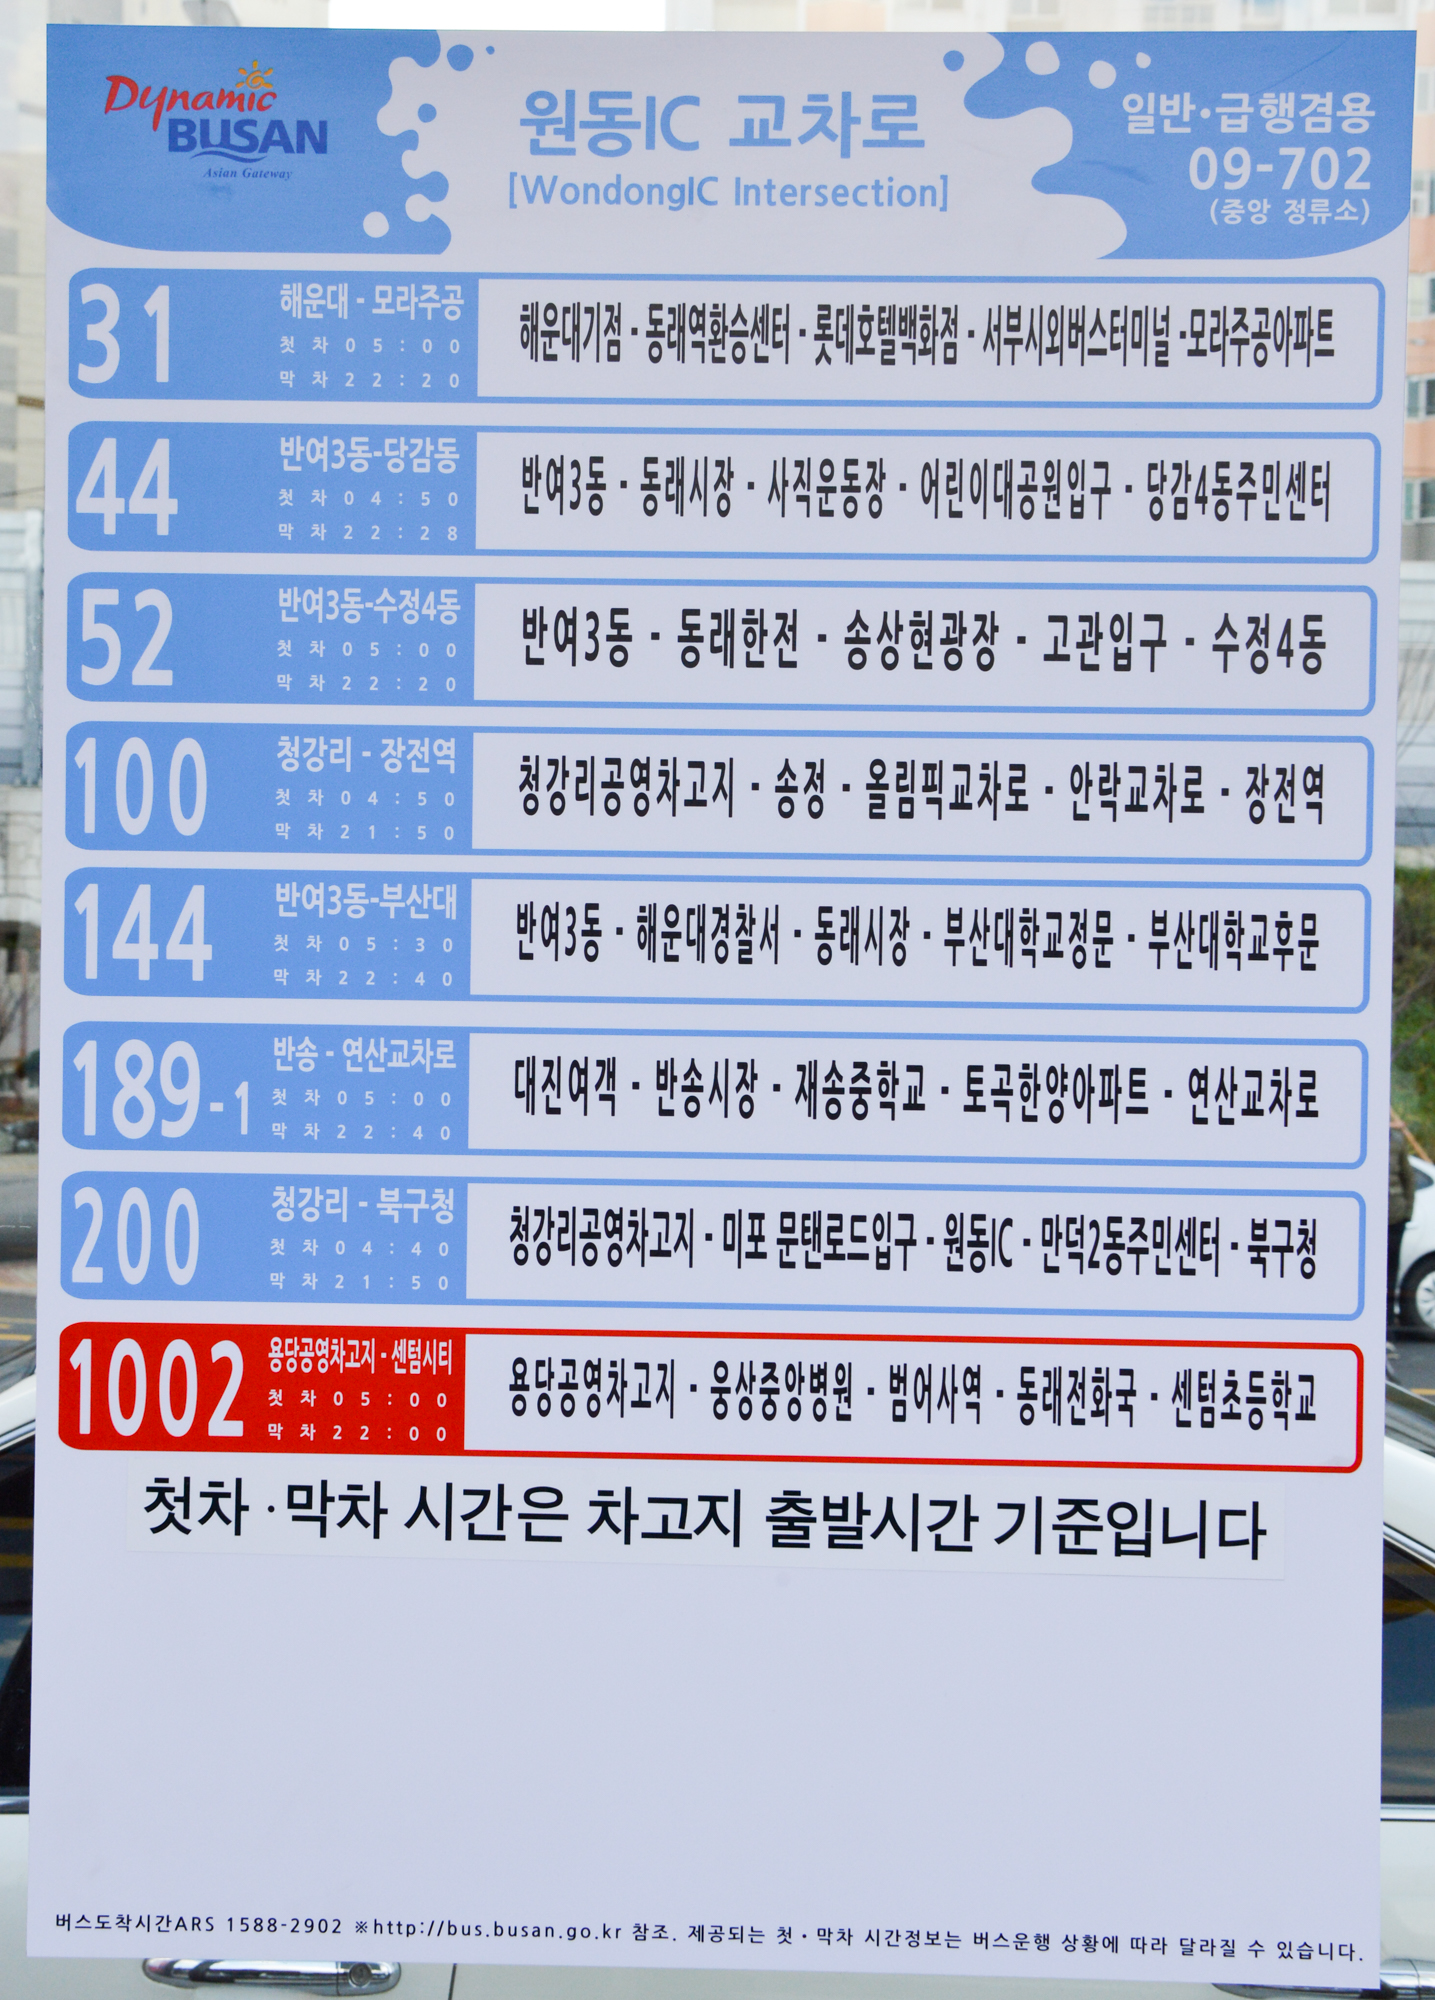 Dynamic
BUSAN
Asian Gateway
원동IC 교차로
[WondongIC Intersection]
일반·급행겸용
09-702
(중앙 정류소)
31
해운대 - 모라주공
첫 차 0 5 : 0 0
막 차 2 2 : 2 0
해운대기점 - 동래역환승센터 - 롯데호텔백화점 - 서부시외버스터미널 -모라주공아파트
44
반여3동-당감동
첫 차 0 4 : 5 0
막 차 2 2 : 2 8
반여3동 - 동래시장 - 사직운동장 - 어린이대공원입구 - 당감4동주민센터
52
반여3동-수정4동
첫 차 0 5 : 0 0
막 차 2 2 : 2 0
반여3동 - 동래한전 - 송상현광장 - 고관입구 - 수정4동
100
청강리 - 장전역
첫 차 0 4 : 5 0
막 차 2 1 : 5 0
청강리공영차고지 - 송정 - 올림픽교차로 - 안락교차로 - 장전역
144
반여3동-부산대
첫 차 0 5 : 3 0
막 차 2 2 : 4 0
반여3동 - 해운대경찰서 - 동래시장 - 부산대학교정문 - 부산대학교후문
189-1
반송 - 연산교차로
첫 차 0 5 : 0 0
막 차 2 2 : 4 0
대진여객 - 반송시장 - 재송중학교 - 토곡한양아파트 - 연산교차로
200
청강리 - 북구청
첫 차 0 4 : 4 0
막 차 2 1 : 5 0
청강리공영차고지 - 미포 문탠로드입구 - 원동IC - 만덕2동주민센터 - 북구청
1002
용당공영차고지 - 센텀시티
첫 차 0 5 : 0 0
막 차 2 2 : 0 0
용당공영차고지 - 웅상중앙병원 - 범어사역 - 동래전화국 - 센텀초등학교
첫차 · 막차 시간은 차고지 출발시간 기준입니다
버스도착시간ARS 1588-2902 ※http://bus.busan.go.kr 참조. 제공되는 첫·막차 시간정보는 버스운행 상황에 따라 달라질 수 있습니다.